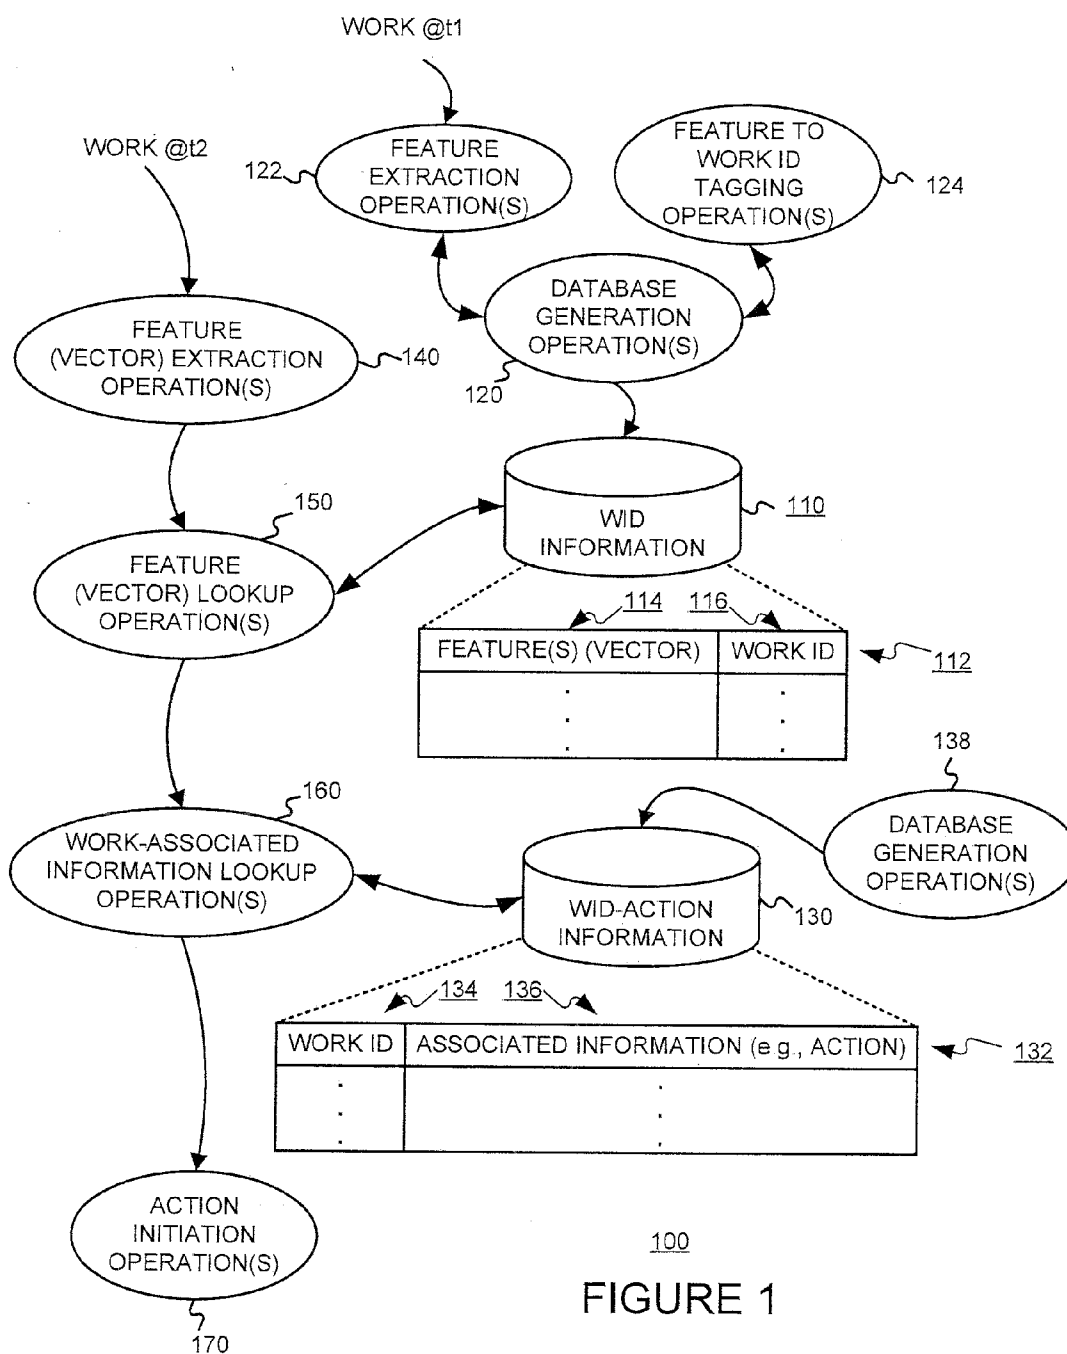 WORK @t1
WORK @t2
122
FEATURE
EXTRACTION
OPERATION(S)
FEATURE TO
WORK ID
TAGGING
OPERATION(S)
124
DATABASE
GENERATION
OPERATION(S)
120
FEATURE
(VECTOR) EXTRACTION
OPERATION(S)
140
WID
INFORMATION
110
150
FEATURE
(VECTOR) LOOKUP
OPERATION(S)
114
116
FEATURE(S) (VECTOR)
WORK ID
112
138
DATABASE
GENERATION
OPERATION(S)
160
WORK-ASSOCIATED
INFORMATION LOOKUP
OPERATION(S)
WID-ACTION
INFORMATION
130
134
136
WORK ID
ASSOCIATED INFORMATION (e.g., ACTION)
132
ACTION
INITIATION
OPERATION(S)
170
100
FIGURE 1